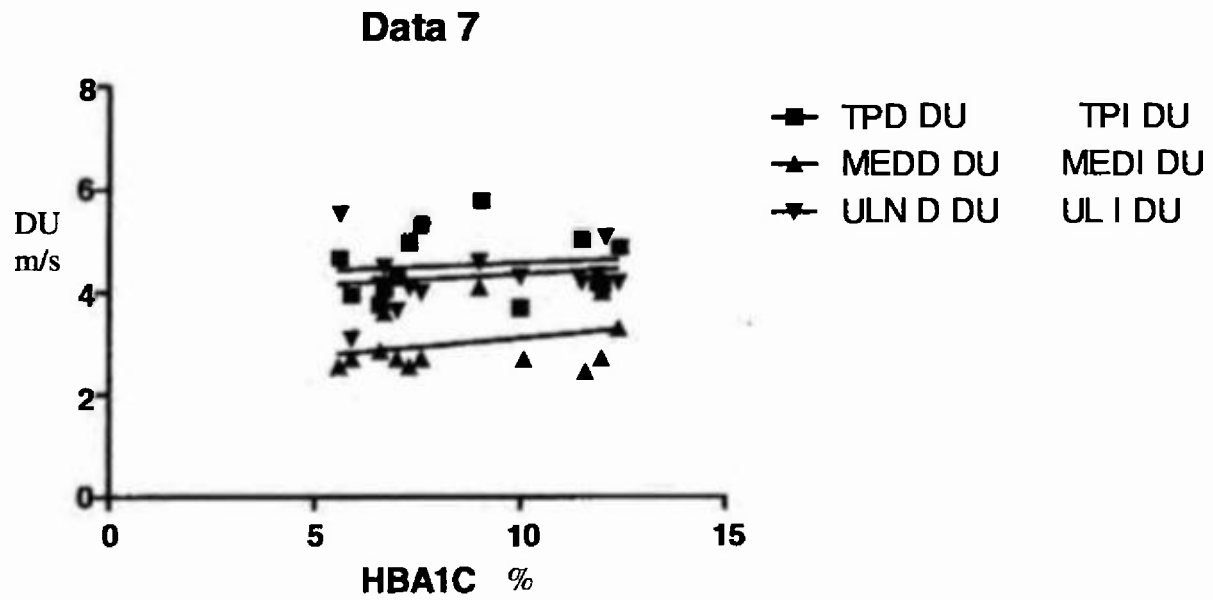 Data 7
8
6
4
2
0
DU
m/s
0 5 10 15
HBA1C %
TPD DU TPI DU
MEDD DU MEDI DU
ULN D DU UL I DU